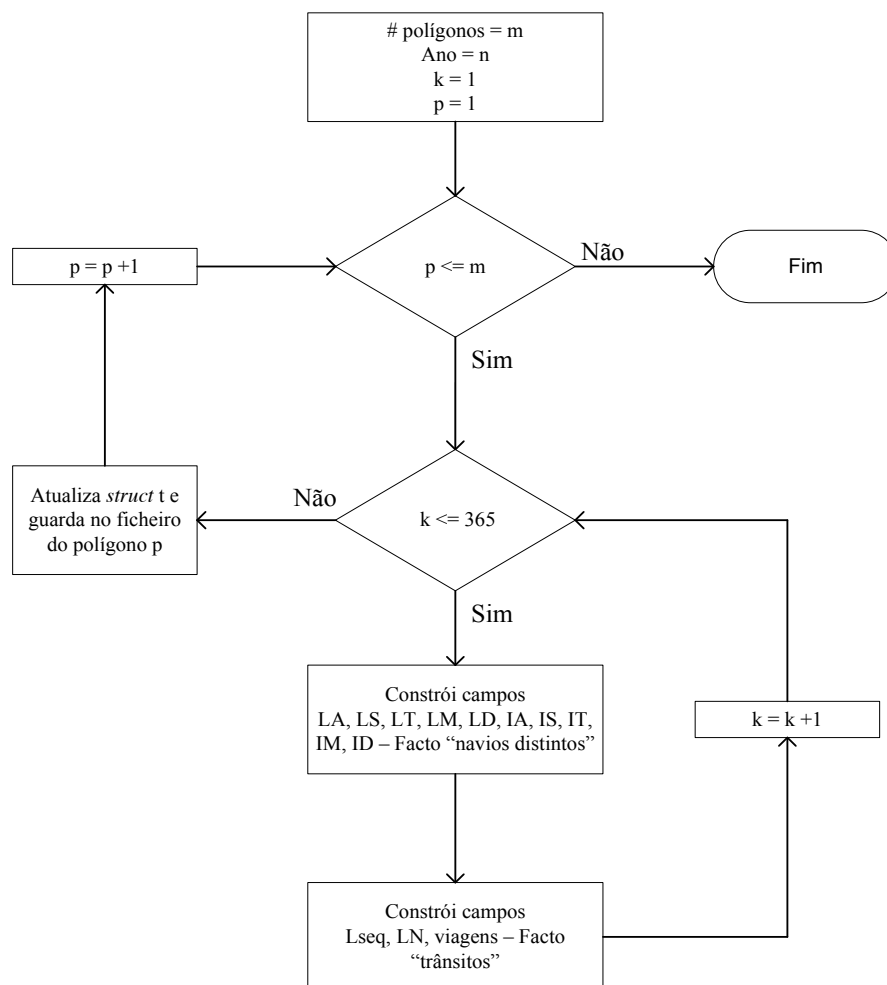 # polígonos = m
Ano = n
k = 1
p = 1
p = p +1
p <= m
Não
Fim
Sim
Atualiza struct t e
guarda no ficheiro
do polígono p
Não
k <= 365
Sim
Constrói campos
LA, LS, LT, LM, LD, IA, IS, IT,
IM, ID – Facto “navios distintos”
k = k +1
Constrói campos
Lseq, LN, viagens – Facto
“trânsitos”